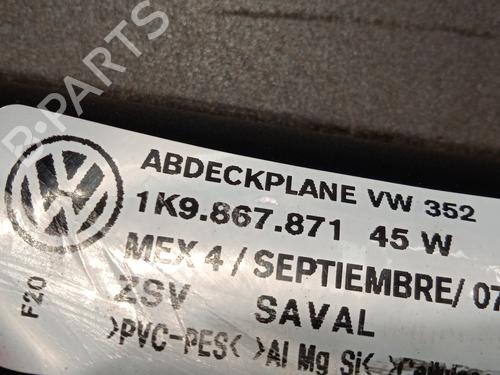 B-PARTS
ABDECKPLANE VW 352
1K9.867.871 45 W
MEX 4 / SEPTIEMBRE/ 07
F20
ZSV SAVAL
>PVC-PES< >Al Mg Si<